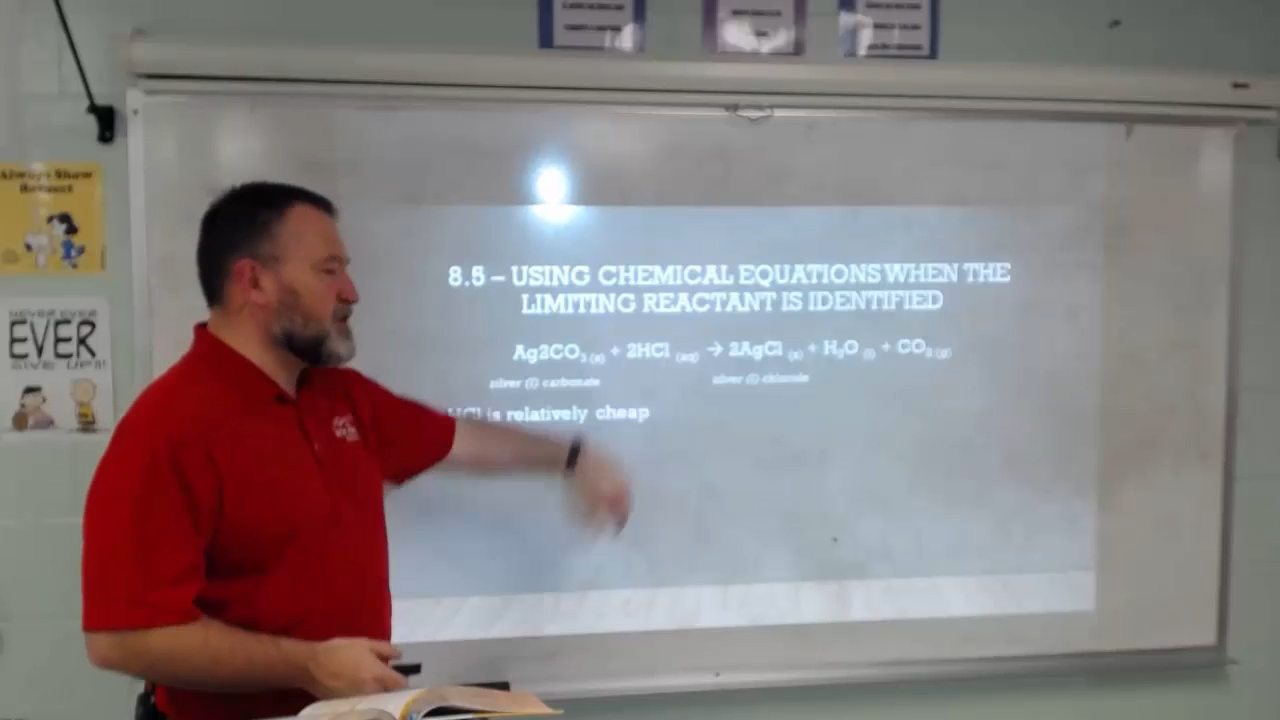 Always Show
Respect
NEVER EVER
EVER
GIVE UP!!
8.5 – USING CHEMICAL EQUATIONS WHEN THE
LIMITING REACTANT IS IDENTIFIED
Ag2CO₃ (s) + 2HCl (aq) → 2AgCl (s) + H₂O (l) + CO₂ (g)
silver (I) carbonate silver (I) chloride
HCl is relatively cheap